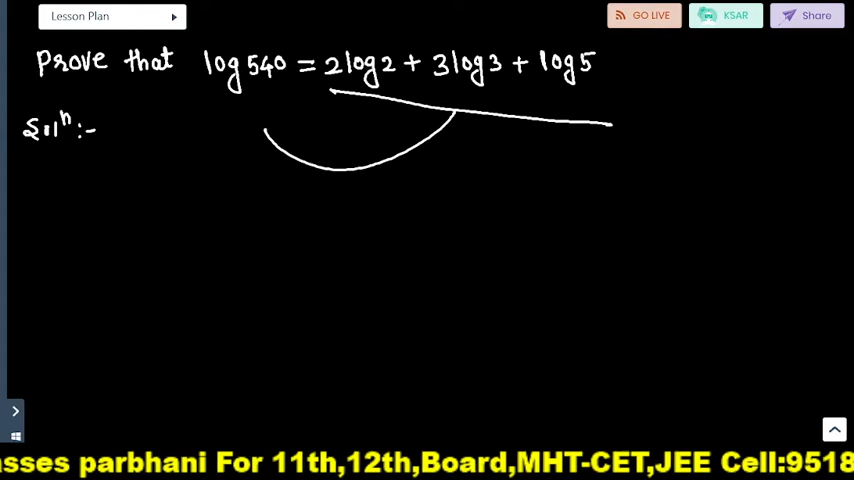 Lesson Plan
GO LIVE
KSAR
Share
Prove that log 540 = 2log2 + 3log3 + log5
Solⁿ :-
asses parbhani For 11th,12th,Board,MHT-CET,JEE Cell:9518